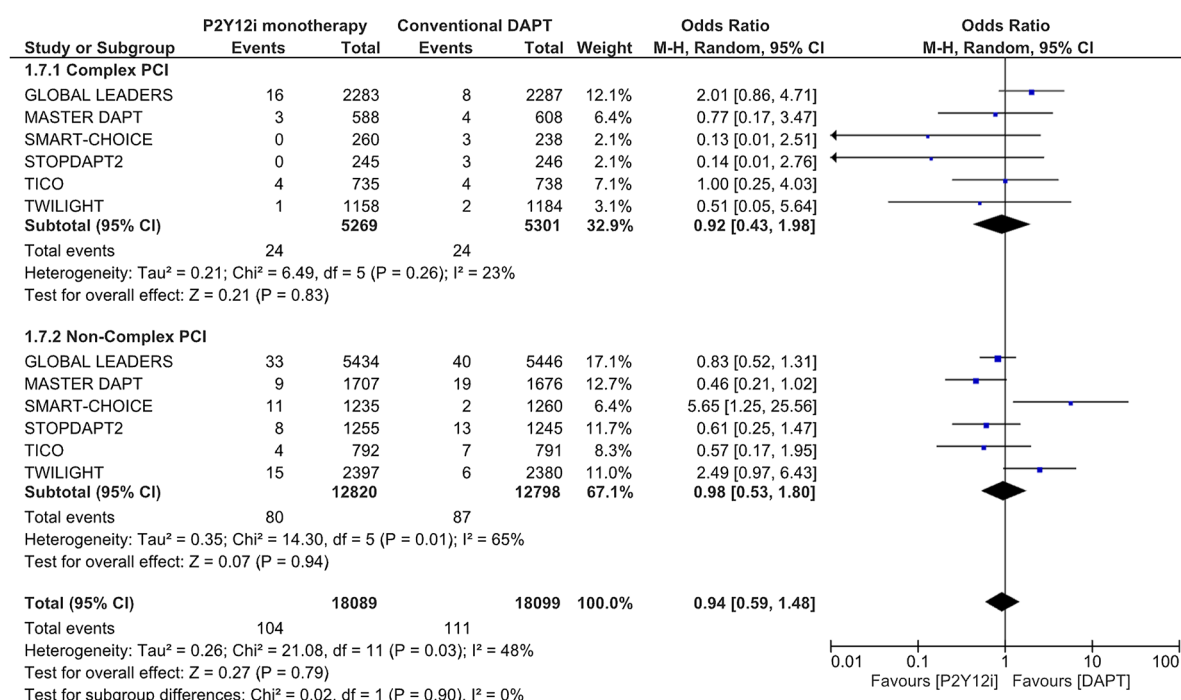 P2Y12i monotherapy Conventional DAPT Odds Ratio Odds Ratio
Study or Subgroup Events Total Events Total Weight M-H, Random, 95% CI M-H, Random, 95% CI
1.7.1 Complex PCI
GLOBAL LEADERS 16 2283 8 2287 12.1% 2.01 [0.86, 4.71]
MASTER DAPT 3 588 4 608 6.4% 0.77 [0.17, 3.47]
SMART-CHOICE 0 260 3 238 2.1% 0.13 [0.01, 2.51]
STOPDAPT2 0 245 3 246 2.1% 0.14 [0.01, 2.76]
TICO 4 735 4 738 7.1% 1.00 [0.25, 4.03]
TWILIGHT 1 1158 2 1184 3.1% 0.51 [0.05, 5.64]
Subtotal (95% CI) 5269 5301 32.9% 0.92 [0.43, 1.98]
Total events 24 24
Heterogeneity: Tau² = 0.21; Chi² = 6.49, df = 5 (P = 0.26); I² = 23%
Test for overall effect: Z = 0.21 (P = 0.83)
1.7.2 Non-Complex PCI
GLOBAL LEADERS 33 5434 40 5446 17.1% 0.83 [0.52, 1.31]
MASTER DAPT 9 1707 19 1676 12.7% 0.46 [0.21, 1.02]
SMART-CHOICE 11 1235 2 1260 6.4% 5.65 [1.25, 25.56]
STOPDAPT2 8 1255 13 1245 11.7% 0.61 [0.25, 1.47]
TICO 4 792 7 791 8.3% 0.57 [0.17, 1.95]
TWILIGHT 15 2397 6 2380 11.0% 2.49 [0.97, 6.43]
Subtotal (95% CI) 12820 12798 67.1% 0.98 [0.53, 1.80]
Total events 80 87
Heterogeneity: Tau² = 0.35; Chi² = 14.30, df = 5 (P = 0.01); I² = 65%
Test for overall effect: Z = 0.07 (P = 0.94)
Total (95% CI) 18089 18099 100.0% 0.94 [0.59, 1.48]
Total events 104 111
Heterogeneity: Tau² = 0.26; Chi² = 21.08, df = 11 (P = 0.03); I² = 48%
Test for overall effect: Z = 0.27 (P = 0.79)
Test for subgroup differences: Chi² = 0.02, df = 1 (P = 0.90), I² = 0%
0.01 0.1 1 10 100
Favours [P2Y12i] Favours [DAPT]